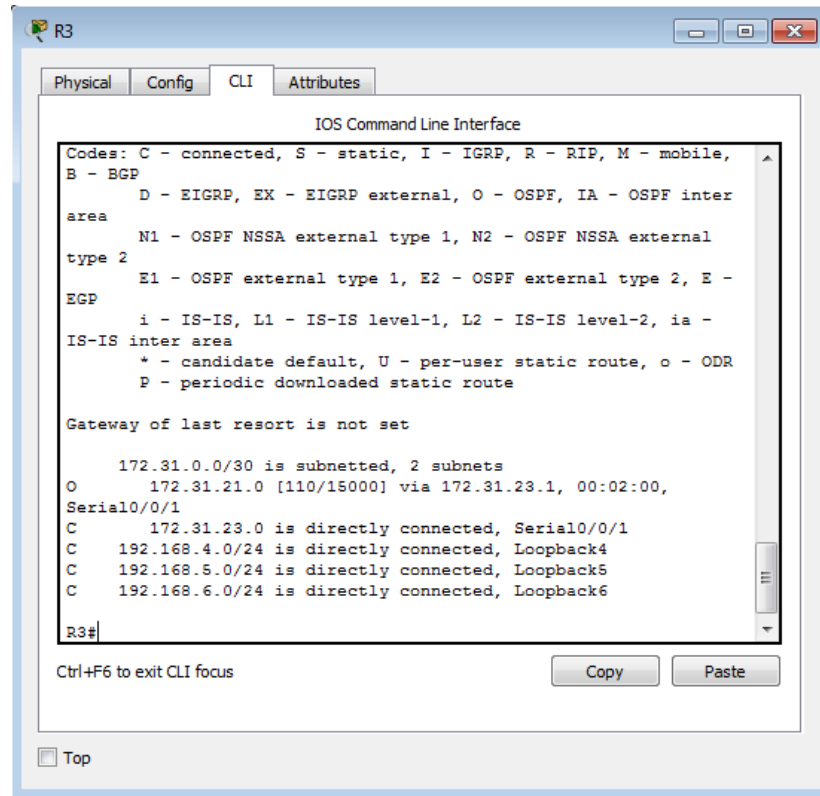 R3
Physical Config CLI Attributes
IOS Command Line Interface
Codes: C - connected, S - static, I - IGRP, R - RIP, M - mobile,
B - BGP
       D - EIGRP, EX - EIGRP external, O - OSPF, IA - OSPF inter
area
       N1 - OSPF NSSA external type 1, N2 - OSPF NSSA external
type 2
       E1 - OSPF external type 1, E2 - OSPF external type 2, E -
EGP
       i - IS-IS, L1 - IS-IS level-1, L2 - IS-IS level-2, ia -
IS-IS inter area
       * - candidate default, U - per-user static route, o - ODR
       P - periodic downloaded static route
Gateway of last resort is not set
     172.31.0.0/30 is subnetted, 2 subnets
O       172.31.21.0 [110/15000] via 172.31.23.1, 00:02:00,
Serial0/0/1
C       172.31.23.0 is directly connected, Serial0/0/1
C    192.168.4.0/24 is directly connected, Loopback4
C    192.168.5.0/24 is directly connected, Loopback5
C    192.168.6.0/24 is directly connected, Loopback6
R3#
Ctrl+F6 to exit CLI focus Copy Paste
Top